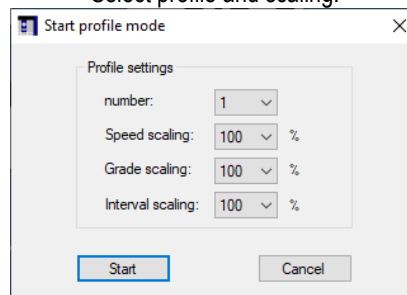 Select profile and scaling.
Start profile mode
Profile settings
number: 1
Speed scaling: 100 %
Grade scaling: 100 %
Interval scaling: 100 %
Start Cancel